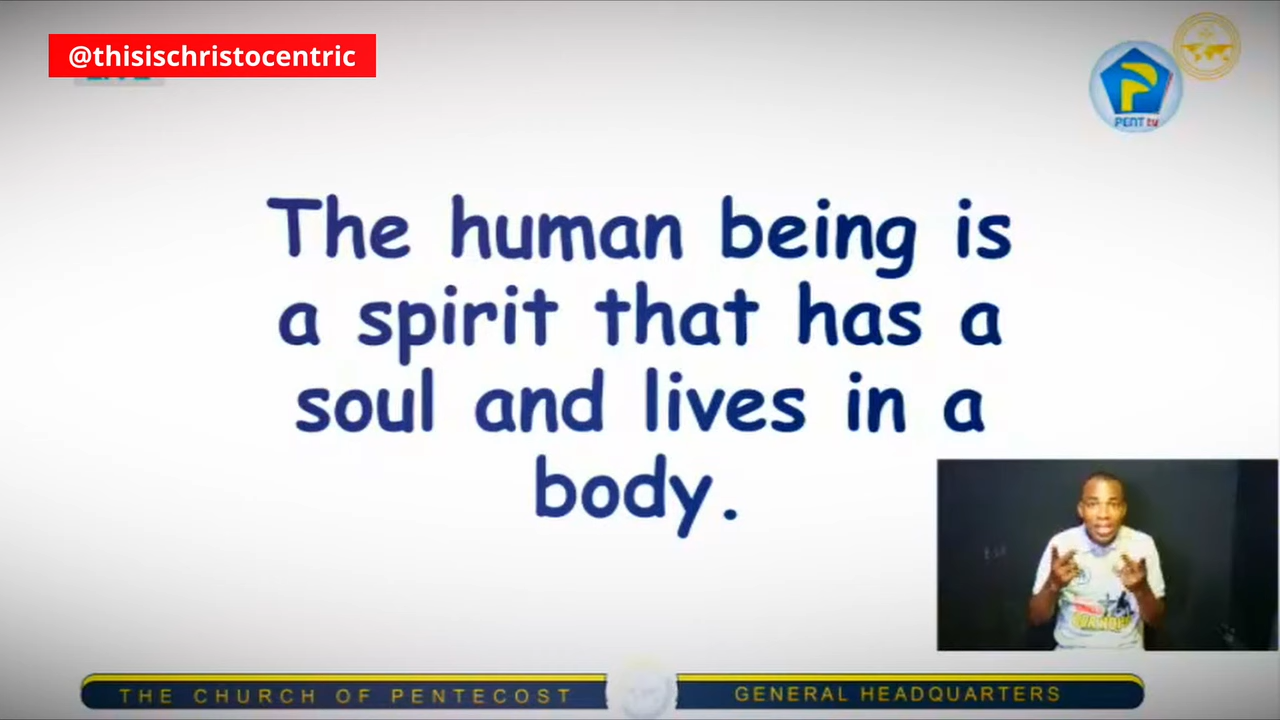 @thisischristocentric
PENT tv
The human being is
a spirit that has a
soul and lives in a
body.
THE CHURCH OF PENTECOST
GENERAL HEADQUARTERS